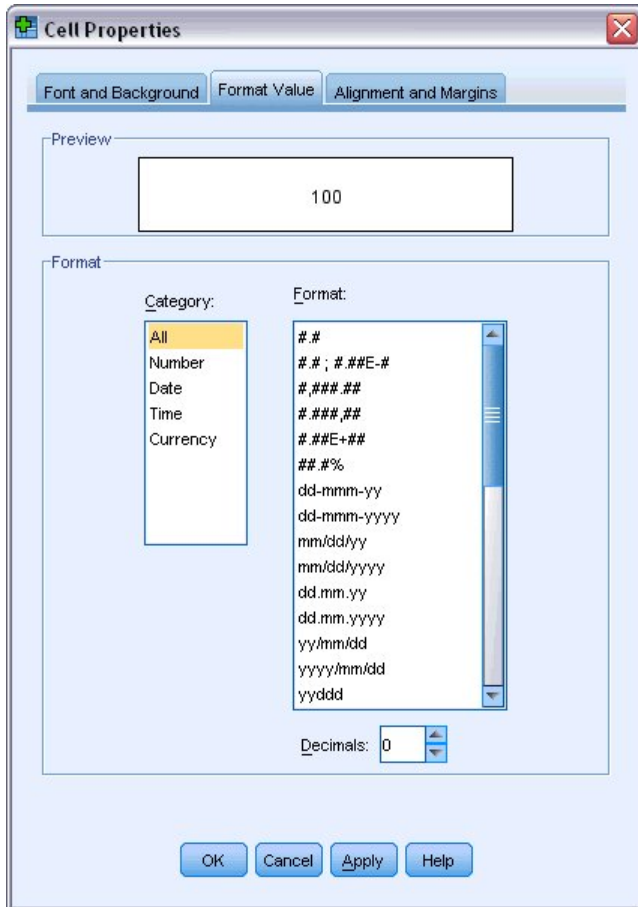 Cell Properties
Font and Background
Format Value
Alignment and Margins
Preview
100
Format
Category:
All
Number
Date
Time
Currency
Format:
#.#
#.# ; #.##E-#
#,###.##
#.###,##
#.##E+##
##.#%
dd-mmm-yy
dd-mmm-yyyy
mm/dd/yy
mm/dd/yyyy
dd.mm.yy
dd.mm.yyyy
yy/mm/dd
yyyy/mm/dd
yyddd
Decimals: 0
OK
Cancel
Apply
Help